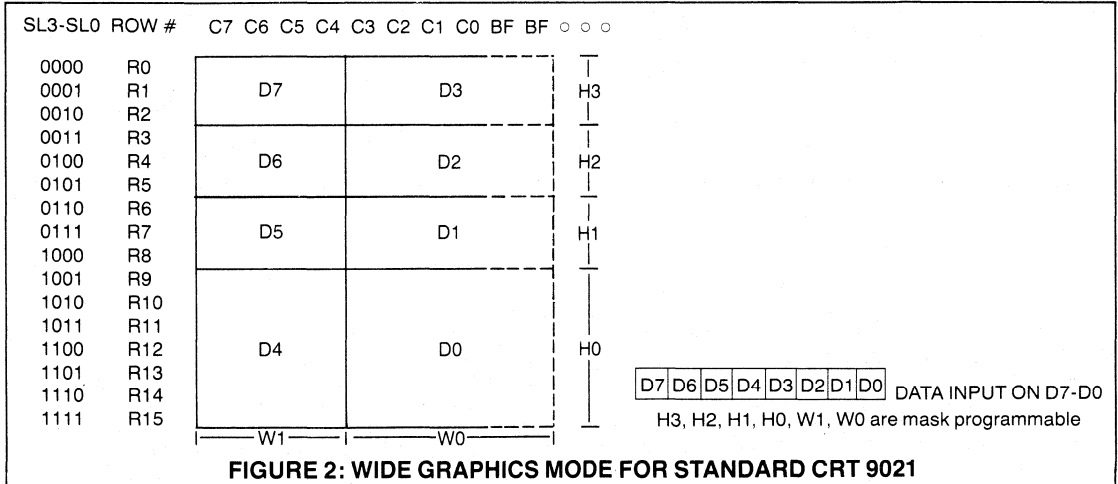 SL3-SL0 ROW # C7 C6 C5 C4 C3 C2 C1 C0 BF BF ○ ○ ○
0000 R0
0001 R1 D7 D3 H3
0010 R2
0011 R3
0100 R4 D6 D2 H2
0101 R5
0110 R6
0111 R7 D5 D1 H1
1000 R8
1001 R9
1010 R10
1011 R11
1100 R12 D4 D0 H0
1101 R13
1110 R14
1111 R15
W1 W0
D7 D6 D5 D4 D3 D2 D1 D0 DATA INPUT ON D7-D0
H3, H2, H1, H0, W1, W0 are mask programmable
FIGURE 2: WIDE GRAPHICS MODE FOR STANDARD CRT 9021